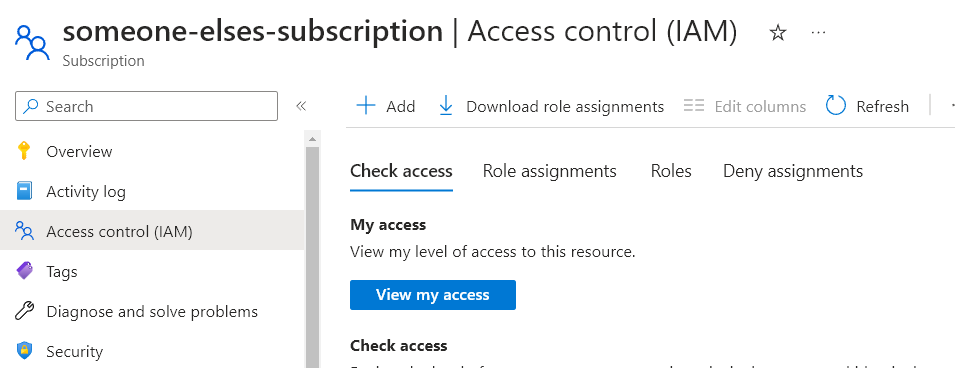 someone-elses-subscription | Access control (IAM)
Subscription
Search
Add Download role assignments Edit columns Refresh
Overview
Activity log
Access control (IAM)
Tags
Diagnose and solve problems
Security
Check access Role assignments Roles Deny assignments
My access
View my level of access to this resource.
View my access
Check access